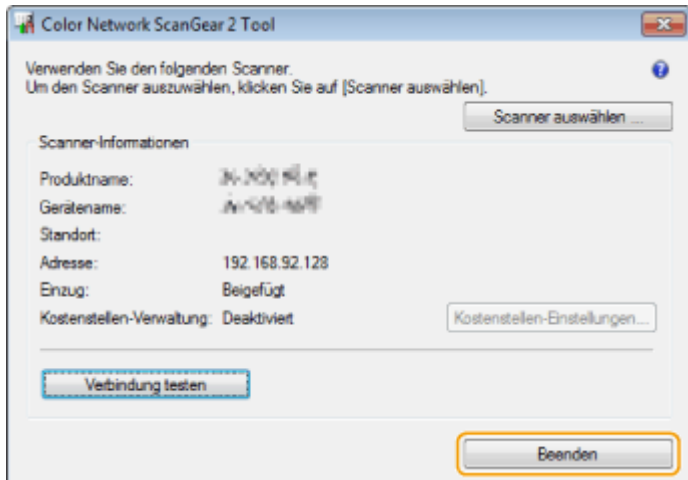 Color Network ScanGear 2 Tool
Verwenden Sie den folgenden Scanner.
Um den Scanner auszuwählen, klicken Sie auf [Scanner auswählen].
Scanner auswählen ...
Scanner-Informationen
Produktname:
Gerätename:
Standort:
Adresse: 192.168.92.128
Einzug: Beigefügt
Kostenstellen-Verwaltung: Deaktiviert Kostenstellen-Einstellungen...
Verbindung testen
Beenden